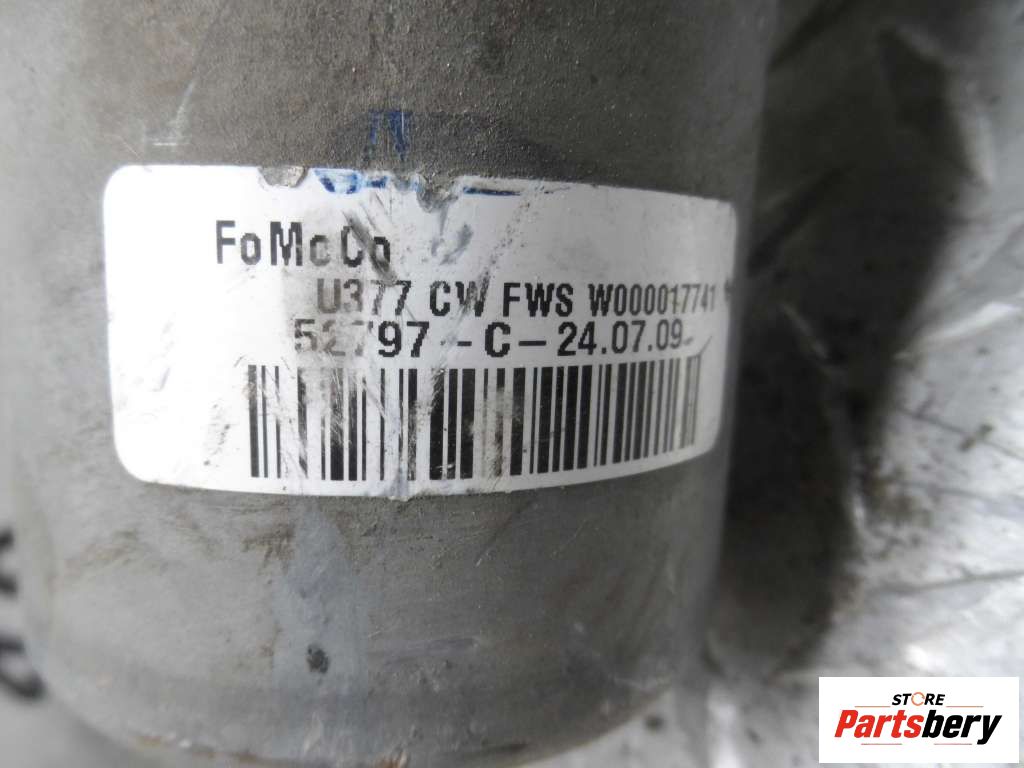 FoMoCo
U377 CW FWS W000017741
52797-C-24.07.09
STORE
Partsbery